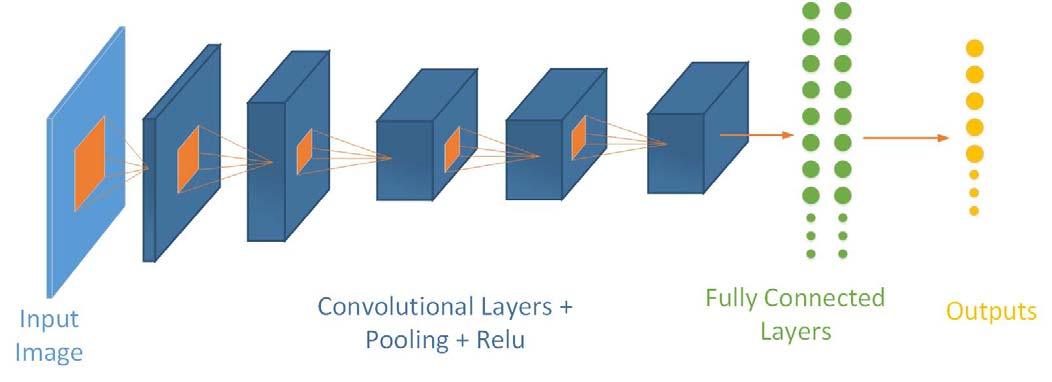 Input
Image
Convolutional Layers +
Pooling + Relu
Fully Connected
Layers
Outputs